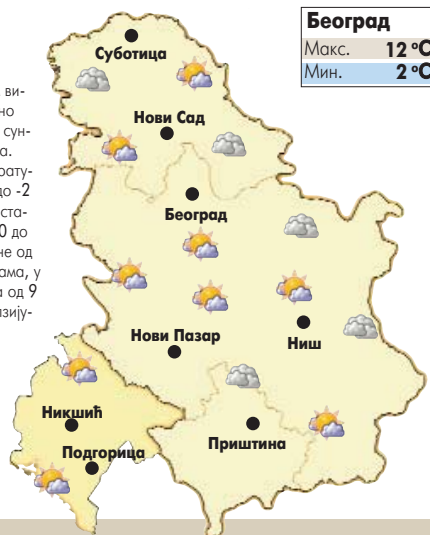 Београд
Макс. 12 °C
Мин. 2 °C
ви-
но
сун-
а.
рату-
до -2
ста-
0 до
не од
ама, у
а од 9
зију-
Суботица
Нови Сад
Београд
Нови Пазар
Ниш
Никшић
Подгорица
Приштина